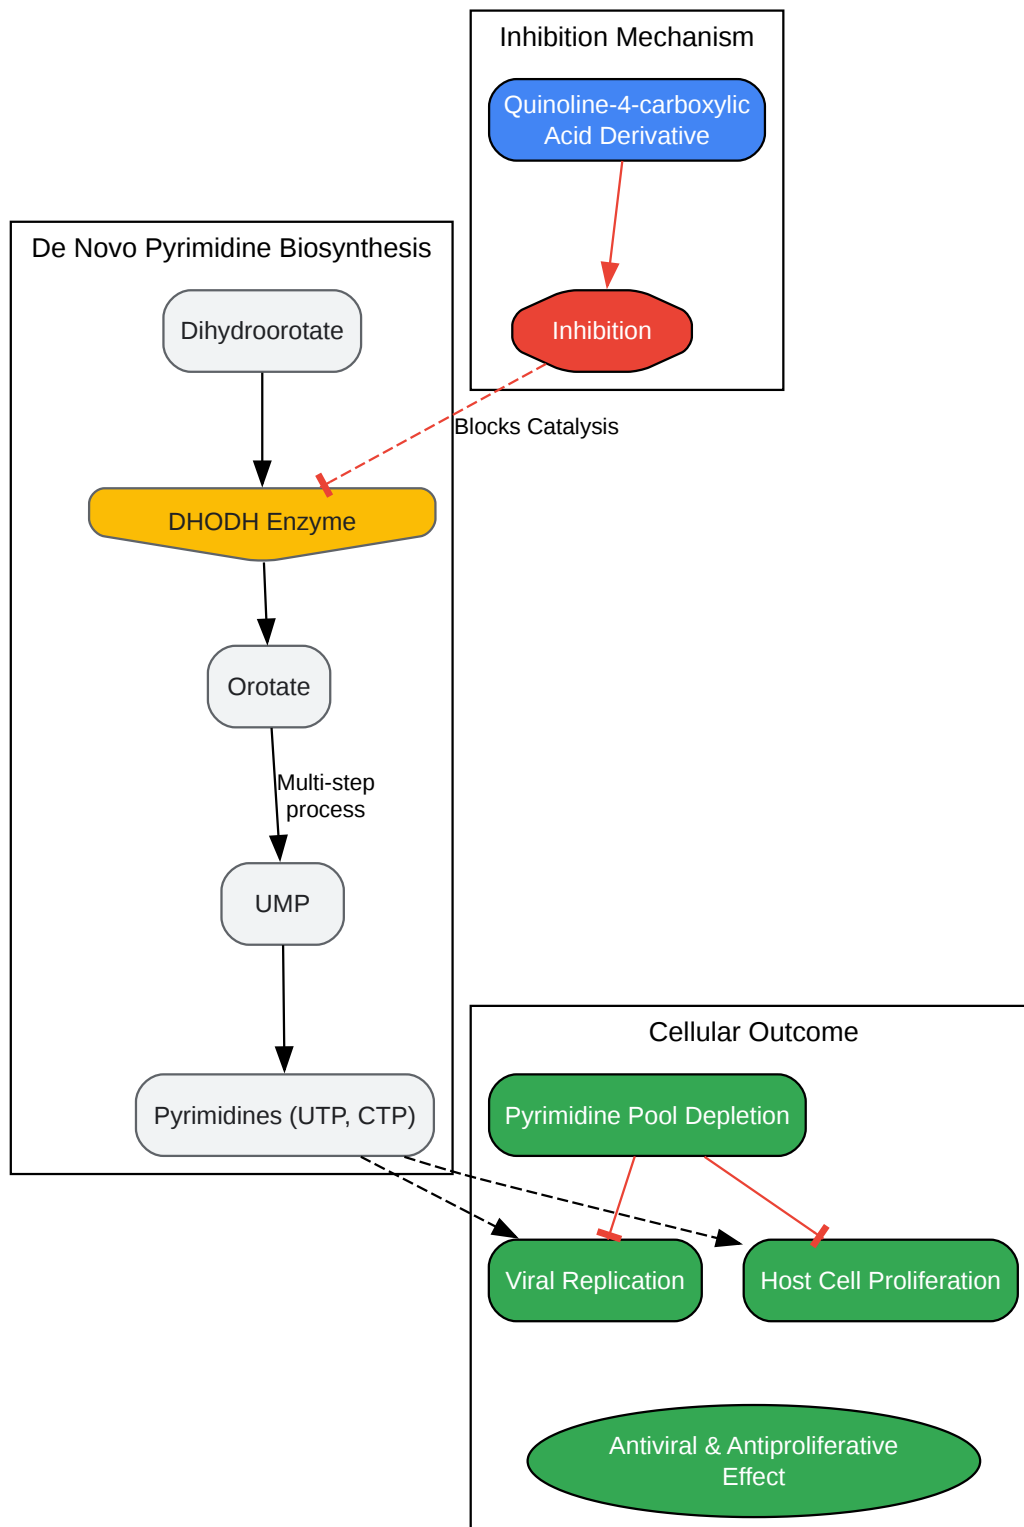 Inhibition Mechanism
Quinoline-4-carboxylic
Acid Derivative
Inhibition
Blocks Catalysis
De Novo Pyrimidine Biosynthesis
Dihydroorotate
DHODH Enzyme
Orotate
Multi-step
process
UMP
Pyrimidines (UTP, CTP)
Cellular Outcome
Pyrimidine Pool Depletion
Viral Replication
Host Cell Proliferation
Antiviral & Antiproliferative
Effect